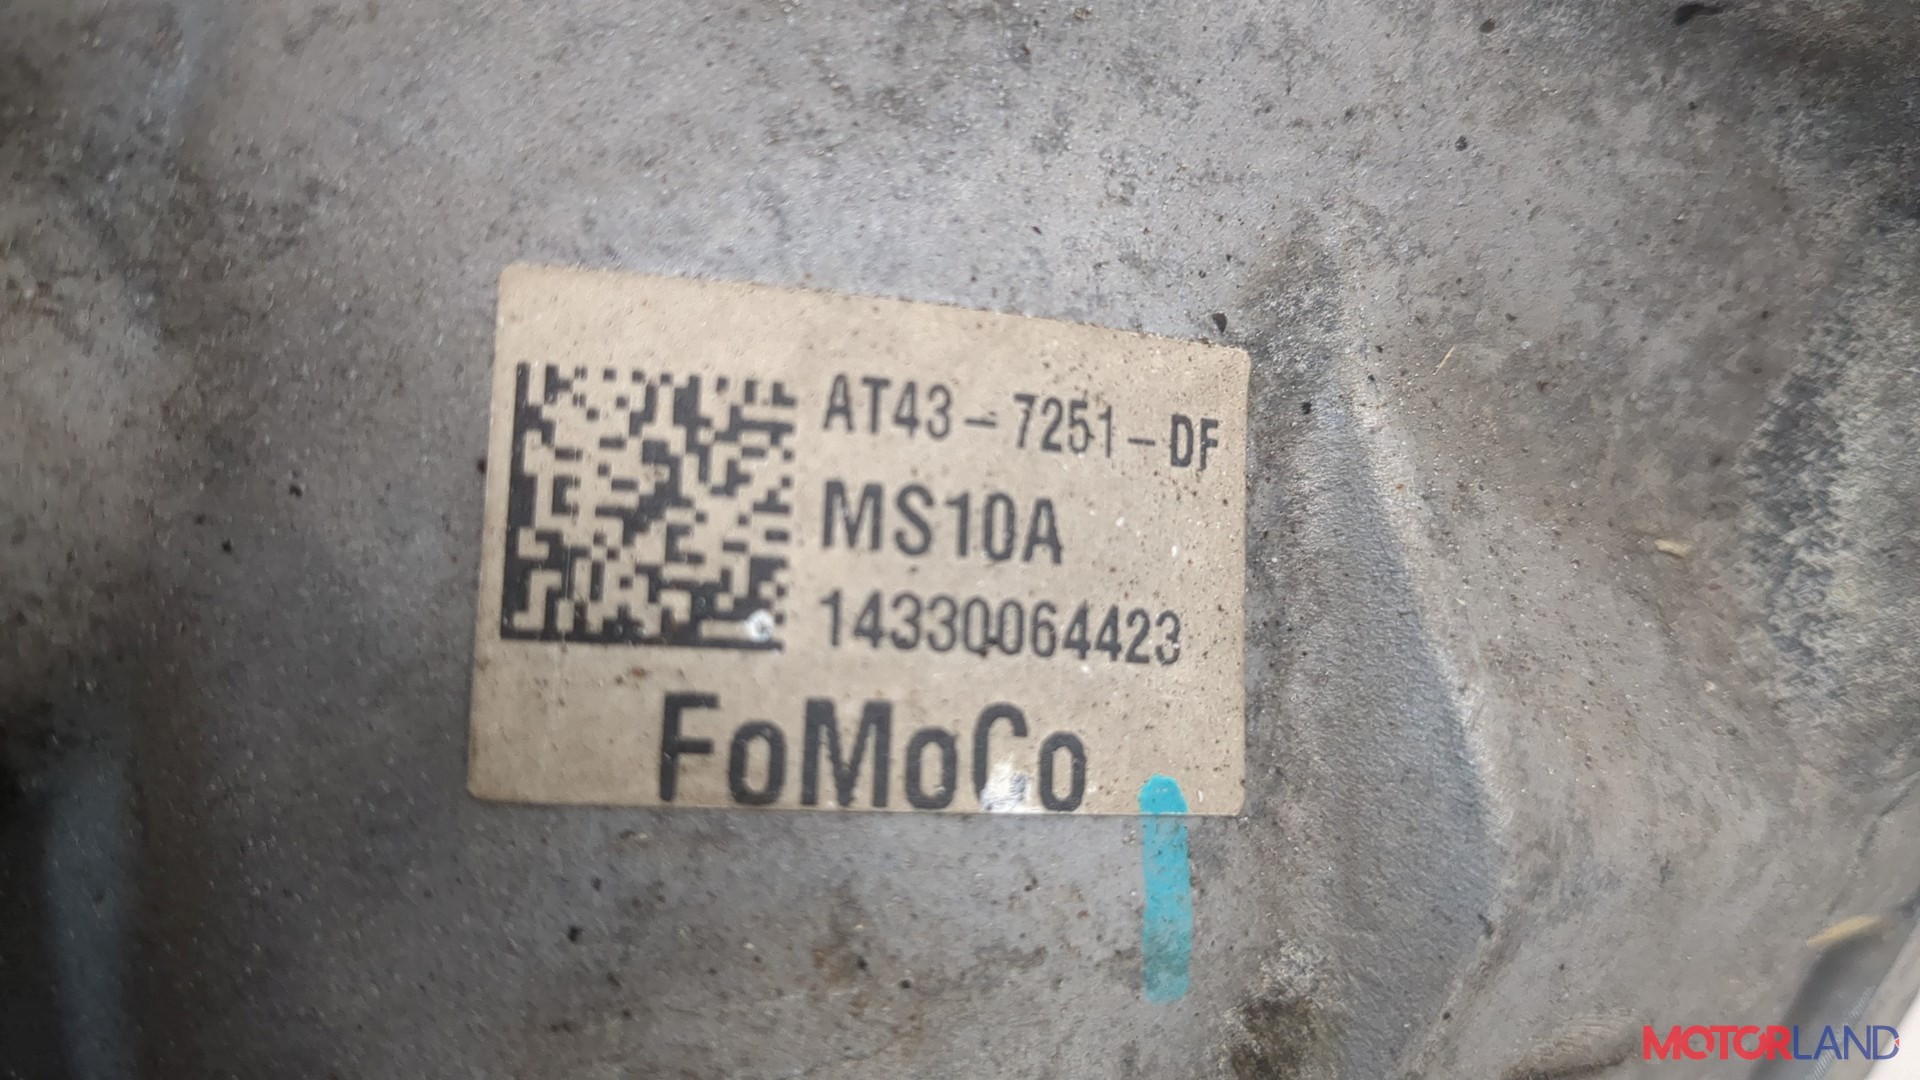 AT43-7251-DF
MS10A
14330064423
FoMoCo
MOTORLAND